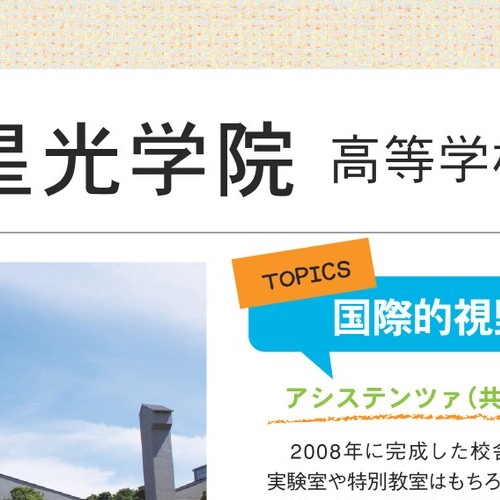 星光学院 高等学校
TOPICS
国際的視野
アシステンツァ（共
2008年に完成した校舎
実験室や特別教室はもちろ